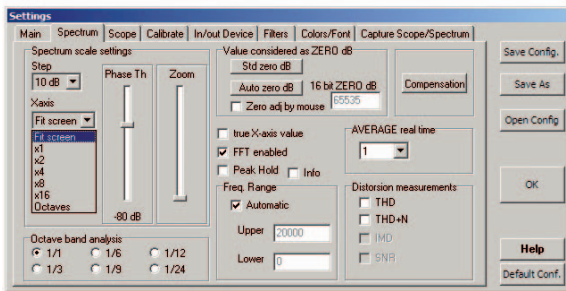 Settings
Main Spectrum Scope Calibrate In/out Device Filters Colors/Font Capture Scope/Spectrum
Spectrum scale settings
Step
10 dB
Phase Th
Zoom
Xaxis
Fit screen
Fit screen
x1
x2
x4
x8
x16
Octaves
-80 dB
Octave band analysis
1/1 1/6 1/12
1/3 1/9 1/24
Value considered as ZERO dB
Std zero dB
Auto zero dB
16 bit ZERO dB
65535
Zero adj by mouse
Compensation
true X-axis value
FFT enabled
Peak Hold Info
AVERAGE real time
1
Freq. Range
Automatic
Upper 20000
Lower 0
Distorsion measurements
THD
THD+N
IMD
SNR
Save Config.
Save As
Open Config
OK
Help
Default Conf.